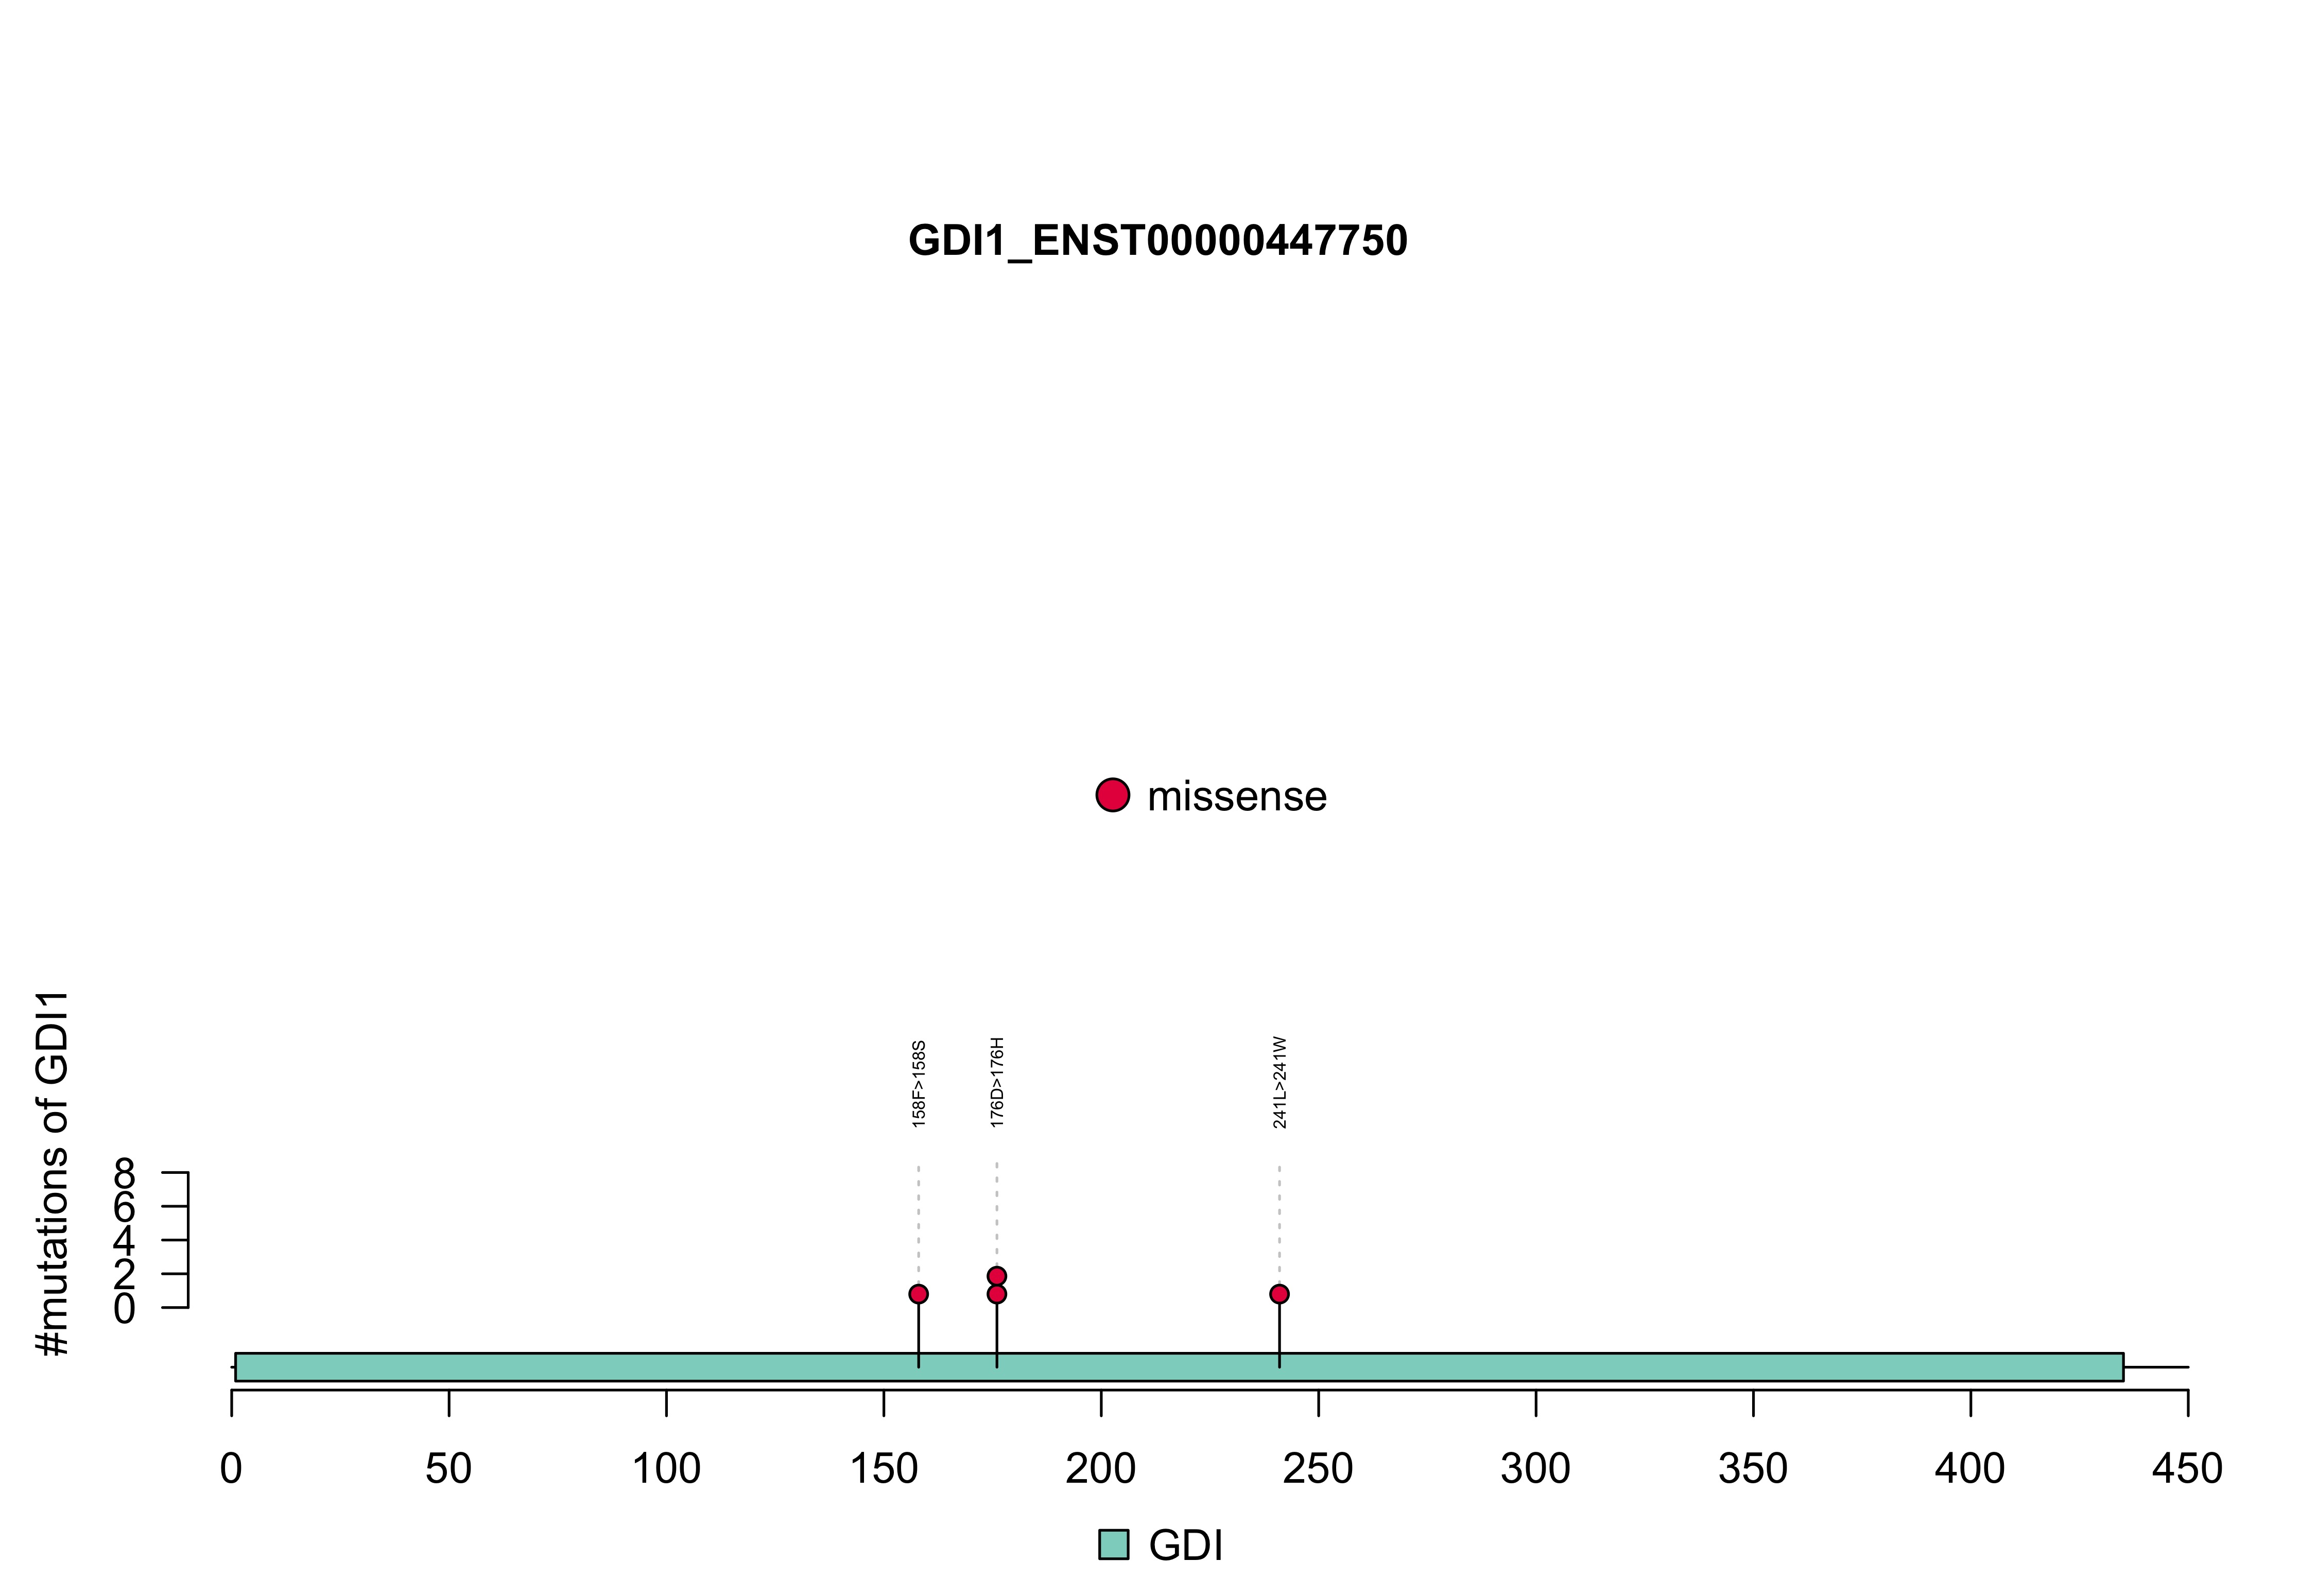 GDI1_ENST00000447750
missense
#mutations of GDI1
158F>158S
176D>176H
241L>241W
8
6
4
2
0
0 50 100 150 200 250 300 350 400 450
GDI